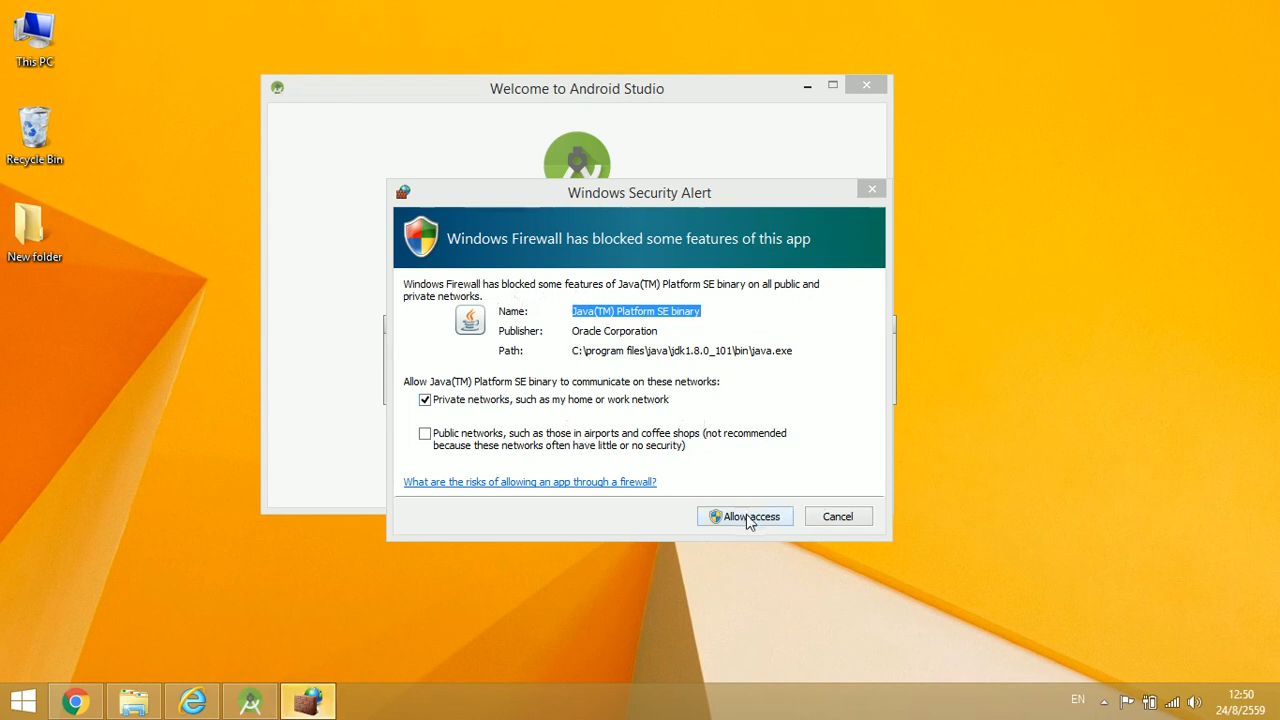 This PC
Recycle Bin
New folder
Welcome to Android Studio
Windows Security Alert
Windows Firewall has blocked some features of this app
Windows Firewall has blocked some features of Java(TM) Platform SE binary on all public and
private networks.
Name: Java(TM) Platform SE binary
Publisher: Oracle Corporation
Path: C:\program files\java\jdk1.8.0_101\bin\java.exe
Allow Java(TM) Platform SE binary to communicate on these networks:
Private networks, such as my home or work network
Public networks, such as those in airports and coffee shops (not recommended
because these networks often have little or no security)
What are the risks of allowing an app through a firewall?
Allow access
Cancel
EN
12:50
24/8/2559